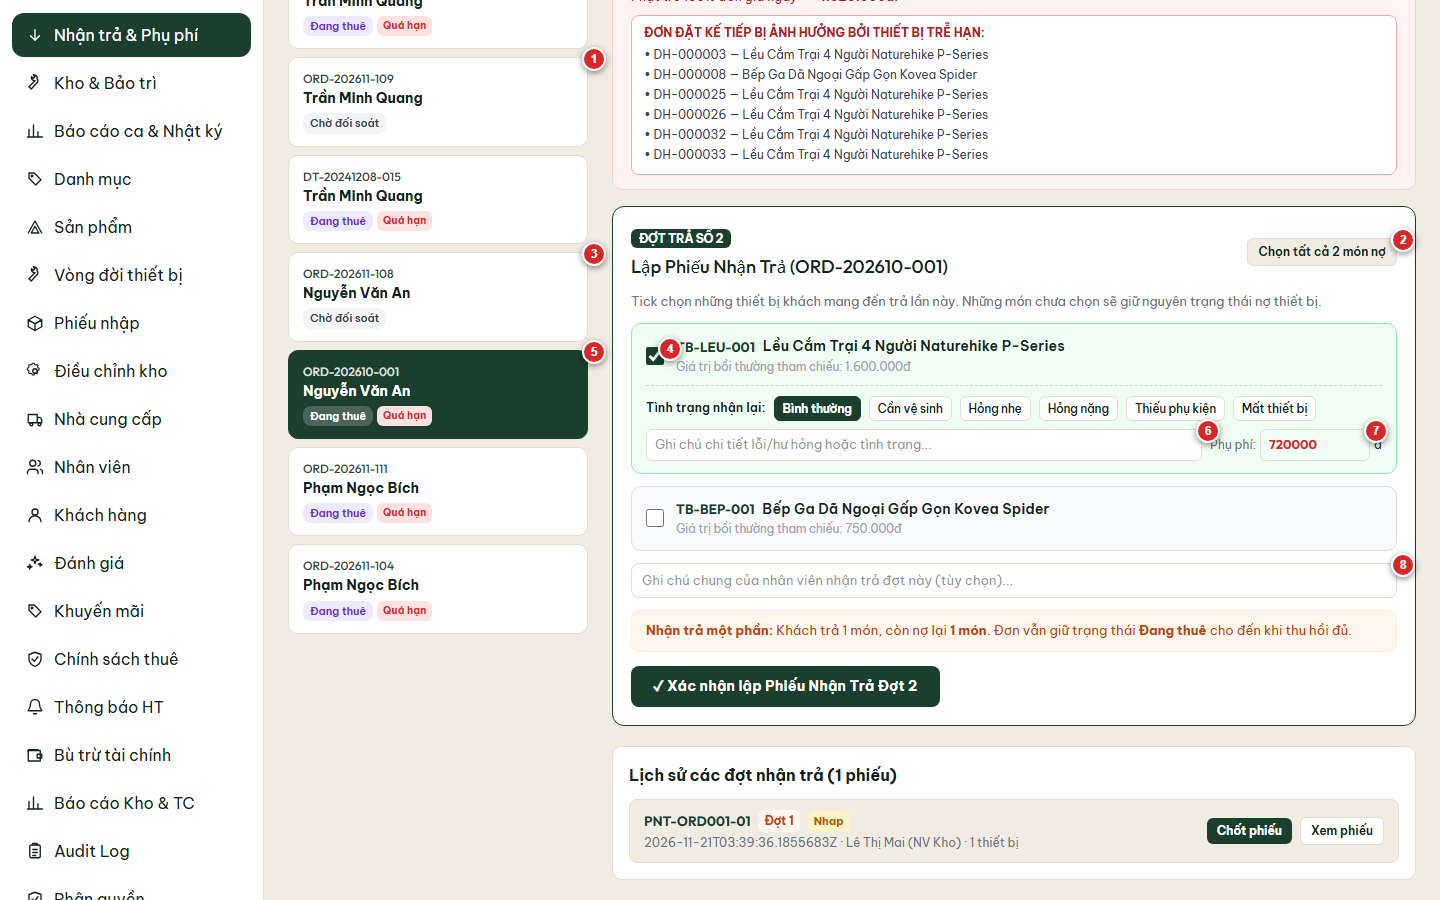 Nhận trả & Phụ phí
Kho & Bảo trì
Báo cáo ca & Nhật ký
Danh mục
Sản phẩm
Vòng đời thiết bị
Phiếu nhập
Điều chỉnh kho
Nhà cung cấp
Nhân viên
Khách hàng
Đánh giá
Khuyến mãi
Chính sách thuê
Thông báo HT
Bù trừ tài chính
Báo cáo Kho & TC
Audit Log
Phân quyền
Trần Minh Quang
Đang thuê Quá hạn
1
ORD-202611-109
Trần Minh Quang
Chờ đối soát
DT-20241208-015
Trần Minh Quang
Đang thuê Quá hạn
3
ORD-202611-108
Nguyễn Văn An
Chờ đối soát
5
ORD-202610-001
Nguyễn Văn An
Đang thuê Quá hạn
ORD-202611-111
Phạm Ngọc Bích
Đang thuê Quá hạn
ORD-202611-104
Phạm Ngọc Bích
Đang thuê Quá hạn
ĐƠN ĐẶT KẾ TIẾP BỊ ẢNH HƯỞNG BỞI THIẾT BỊ TRỄ HẠN:
• DH-000003 — Lều Cắm Trại 4 Người Naturehike P-Series
• DH-000008 — Bếp Ga Dã Ngoại Gấp Gọn Kovea Spider
• DH-000025 — Lều Cắm Trại 4 Người Naturehike P-Series
• DH-000026 — Lều Cắm Trại 4 Người Naturehike P-Series
• DH-000032 — Lều Cắm Trại 4 Người Naturehike P-Series
• DH-000033 — Lều Cắm Trại 4 Người Naturehike P-Series
ĐỢT TRẢ SỐ 2
Lập Phiếu Nhận Trả (ORD-202610-001)
Chọn tất cả 2 món nợ
2
Tick chọn những thiết bị khách mang đến trả lần này. Những món chưa chọn sẽ giữ nguyên trạng thái nợ thiết bị.
4
TB-LEU-001 Lều Cắm Trại 4 Người Naturehike P-Series
Giá trị bồi thường tham chiếu: 1.600.000đ
Tình trạng nhận lại: Bình thường Cần vệ sinh Hỏng nhẹ Hỏng nặng Thiếu phụ kiện Mất thiết bị
Ghi chú chi tiết lỗi/hư hỏng hoặc tình trạng...
6
Phụ phí: 720000 đ
7
TB-BEP-001 Bếp Ga Dã Ngoại Gấp Gọn Kovea Spider
Giá trị bồi thường tham chiếu: 750.000đ
8
Ghi chú chung của nhân viên nhận trả đợt này (tùy chọn)...
Nhận trả một phần: Khách trả 1 món, còn nợ lại 1 món. Đơn vẫn giữ trạng thái Đang thuê cho đến khi thu hồi đủ.
✓ Xác nhận lập Phiếu Nhận Trả Đợt 2
Lịch sử các đợt nhận trả (1 phiếu)
PNT-ORD001-01 Đợt 1 Nhap
2026-11-21T03:39:36.1855683Z · Lê Thị Mai (NV Kho) · 1 thiết bị
Chốt phiếu Xem phiếu